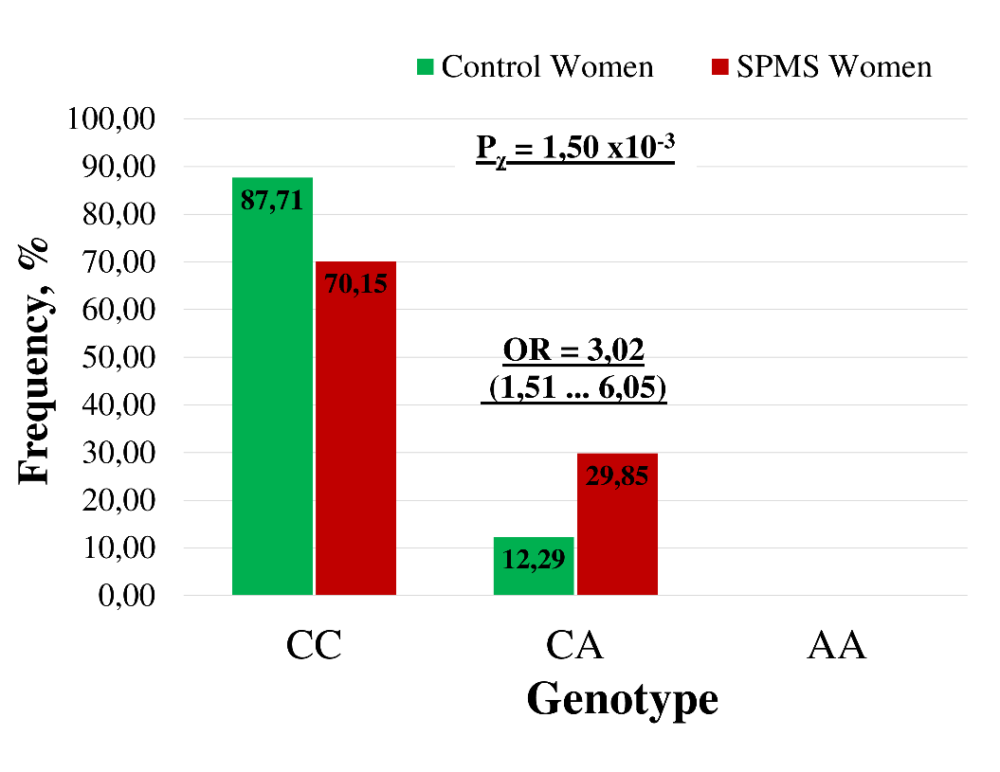 Control Women SPMS Women
100,00
90,00
80,00
70,00
60,00
50,00
40,00
30,00
20,00
10,00
0,00
Frequency, %
Pχ = 1,50 x10⁻³
87,71
70,15
OR = 3,02
(1,51 ... 6,05)
29,85
12,29
CC CA AA
Genotype